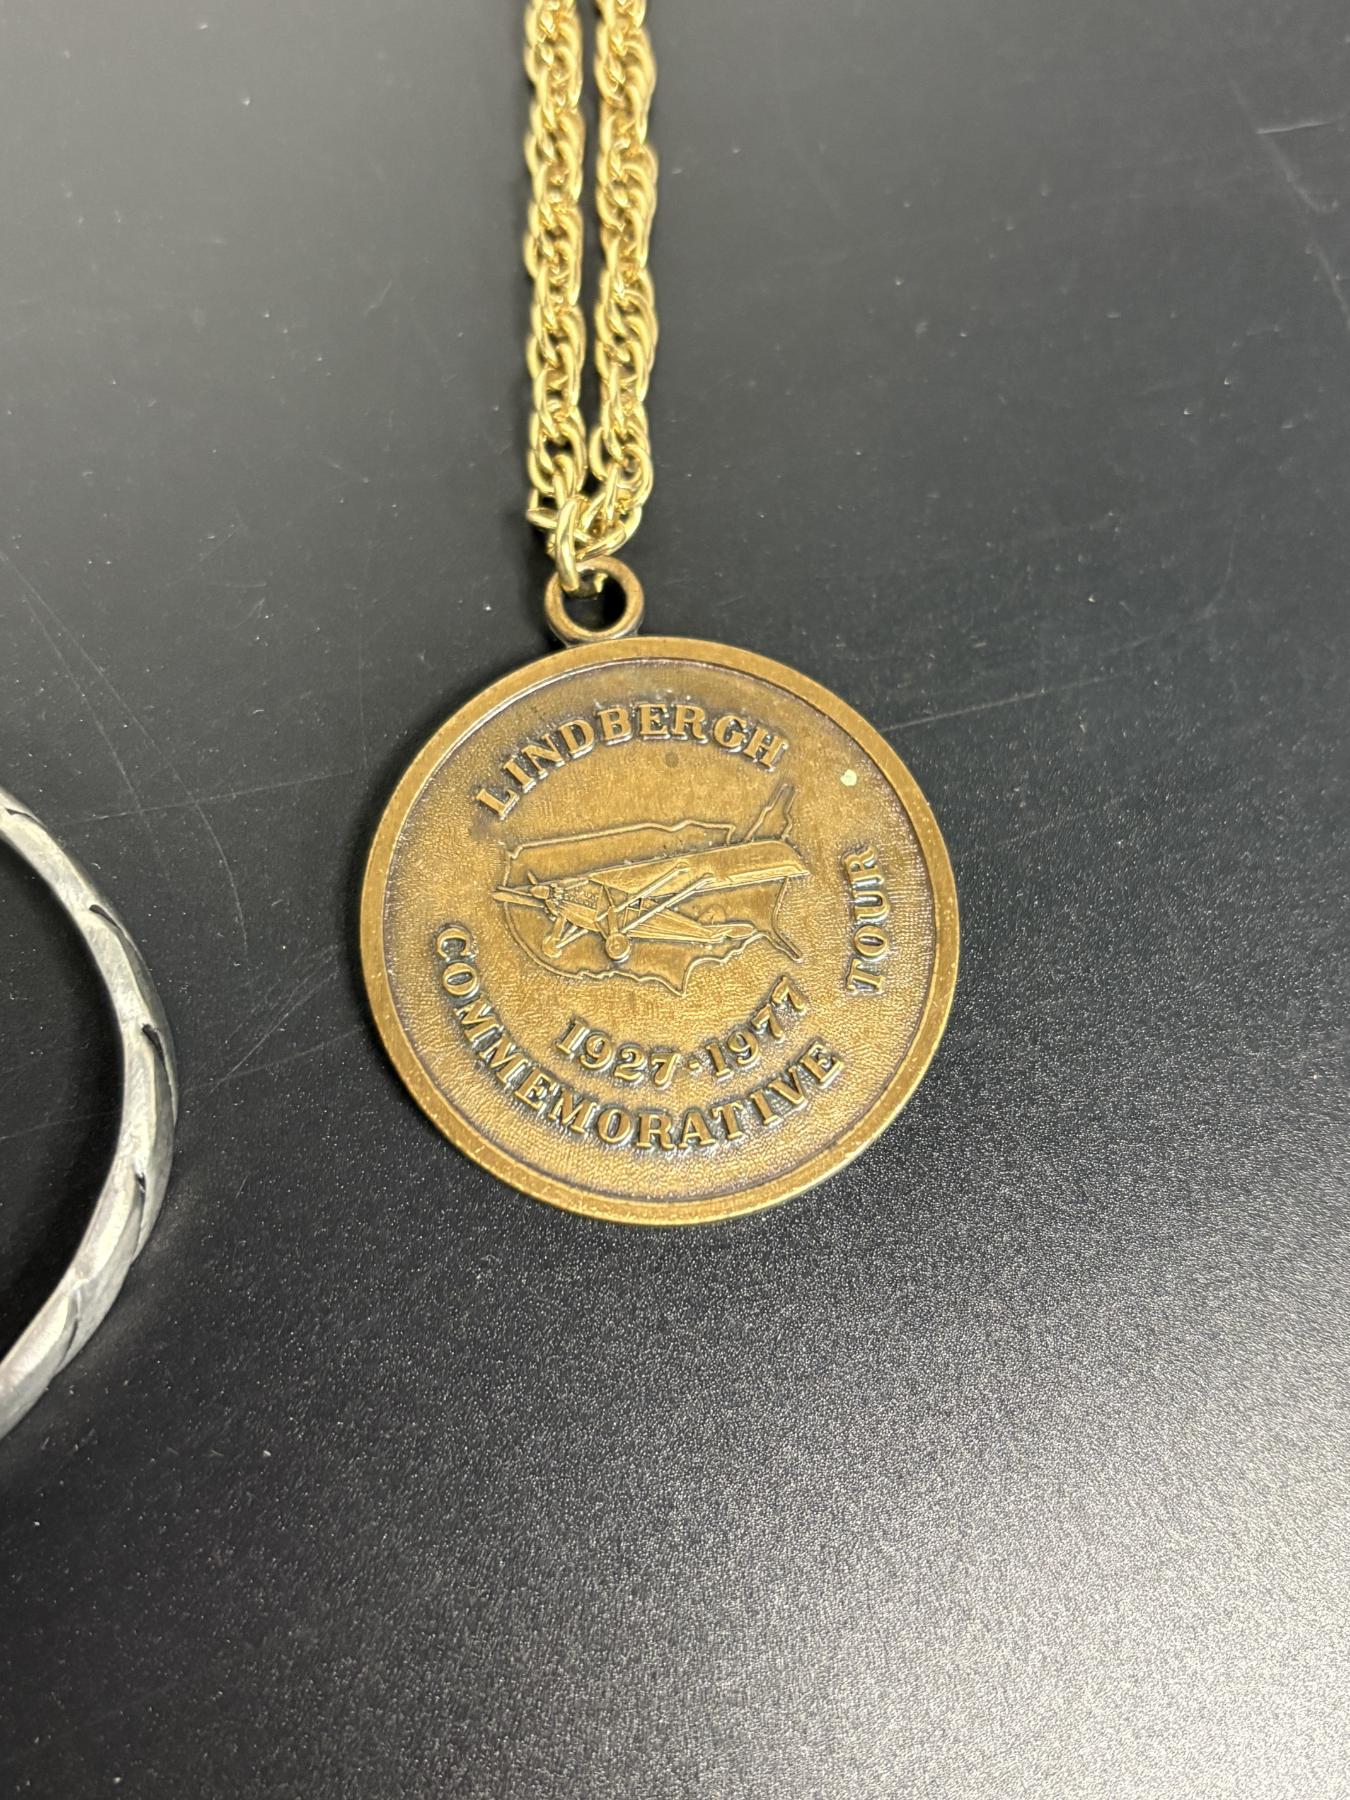 LINDBERGH
COMMEMORATIVE
TOUR
1927·1977